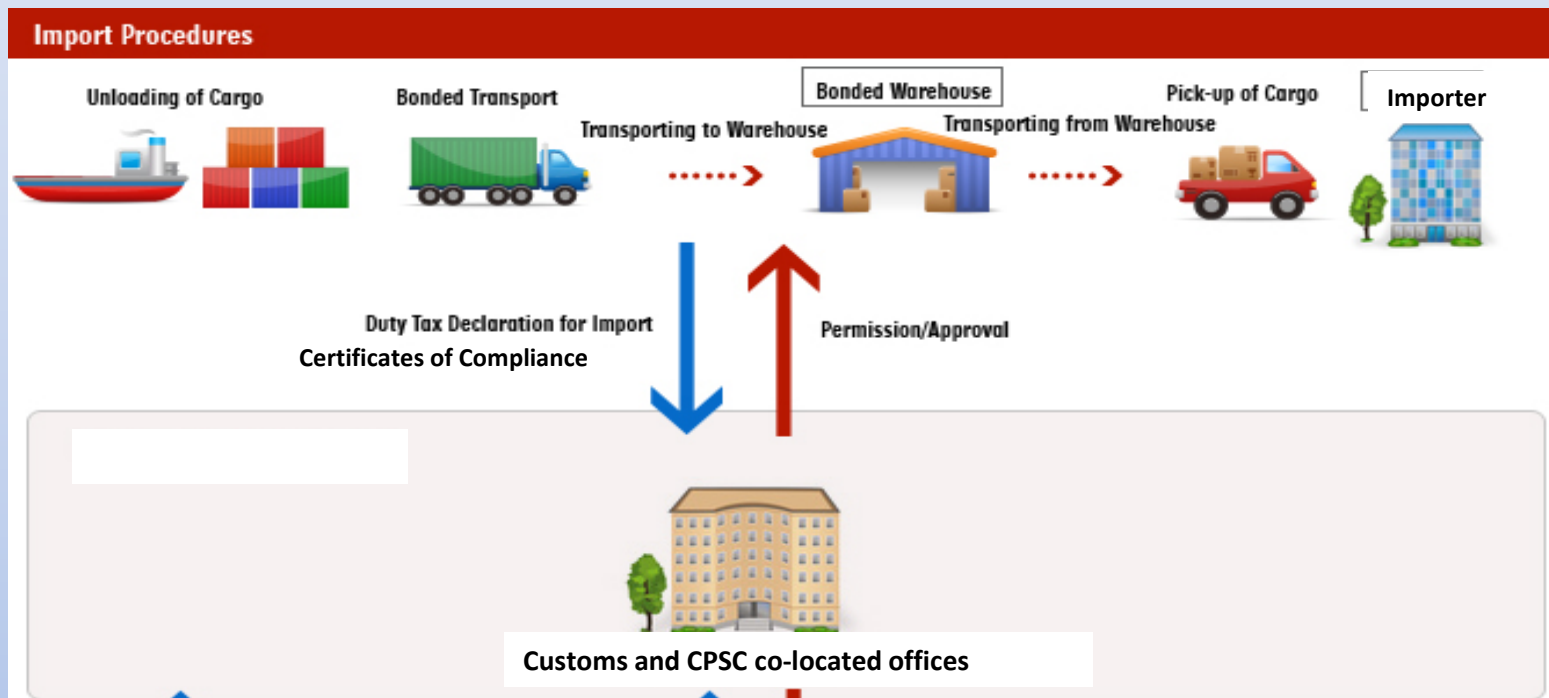 Import Procedures
Unloading of Cargo
Bonded Transport
Transporting to Warehouse
Bonded Warehouse
Transporting from Warehouse
Pick-up of Cargo
Importer
Duty Tax Declaration for Import
Certificates of Compliance
Permission/Approval
Customs and CPSC co-located offices